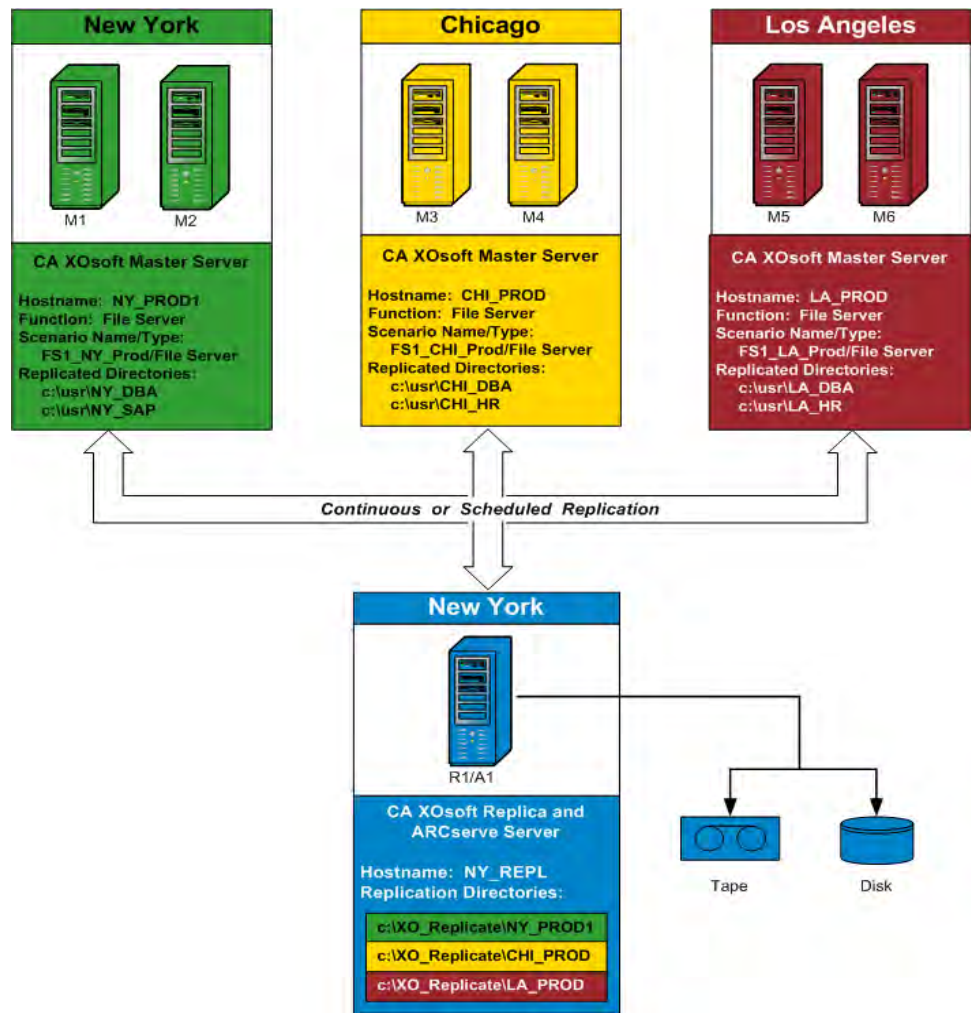 New York
M1
M2
CA XOsoft Master Server
Hostname: NY_PROD1
Function: File Server
Scenario Name/Type:
FS1_NY_Prod/File Server
Replicated Directories:
c:\usr\NY_DBA
c:\usr\NY_SAP
Chicago
M3
M4
CA XOsoft Master Server
Hostname: CHI_PROD
Function: File Server
Scenario Name/Type:
FS1_CHI_Prod/File Server
Replicated Directories:
c:\usr\CHI_DBA
c:\usr\CHI_HR
Los Angeles
M5
M6
CA XOsoft Master Server
Hostname: LA_PROD
Function: File Server
Scenario Name/Type:
FS1_LA_Prod/File Server
Replicated Directories:
c:\usr\LA_DBA
c:\usr\LA_HR
Continuous or Scheduled Replication
New York
R1/A1
CA XOsoft Replica and
ARCserve Server
Hostname: NY_REPL
Replication Directories:
c:\XO_Replicate\NY_PROD1
c:\XO_Replicate\CHI_PROD
c:\XO_Replicate\LA_PROD
Tape
Disk